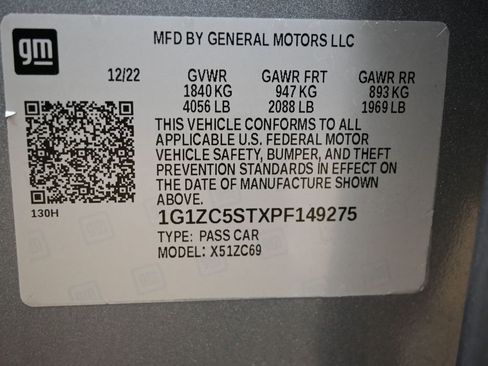 gm
MFD BY GENERAL MOTORS LLC
12/22 GVWR GAWR FRT GAWR RR
1840 KG 947 KG 893 KG
4056 LB 2088 LB 1969 LB
THIS VEHICLE CONFORMS TO ALL
APPLICABLE U.S. FEDERAL MOTOR
VEHICLE SAFETY, BUMPER, AND THEFT
PREVENTION STANDARDS IN EFFECT ON
THE DATE OF MANUFACTURE SHOWN
ABOVE.
130H
1G1ZC5STXPF149275
TYPE: PASS CAR
MODEL: X51ZC69